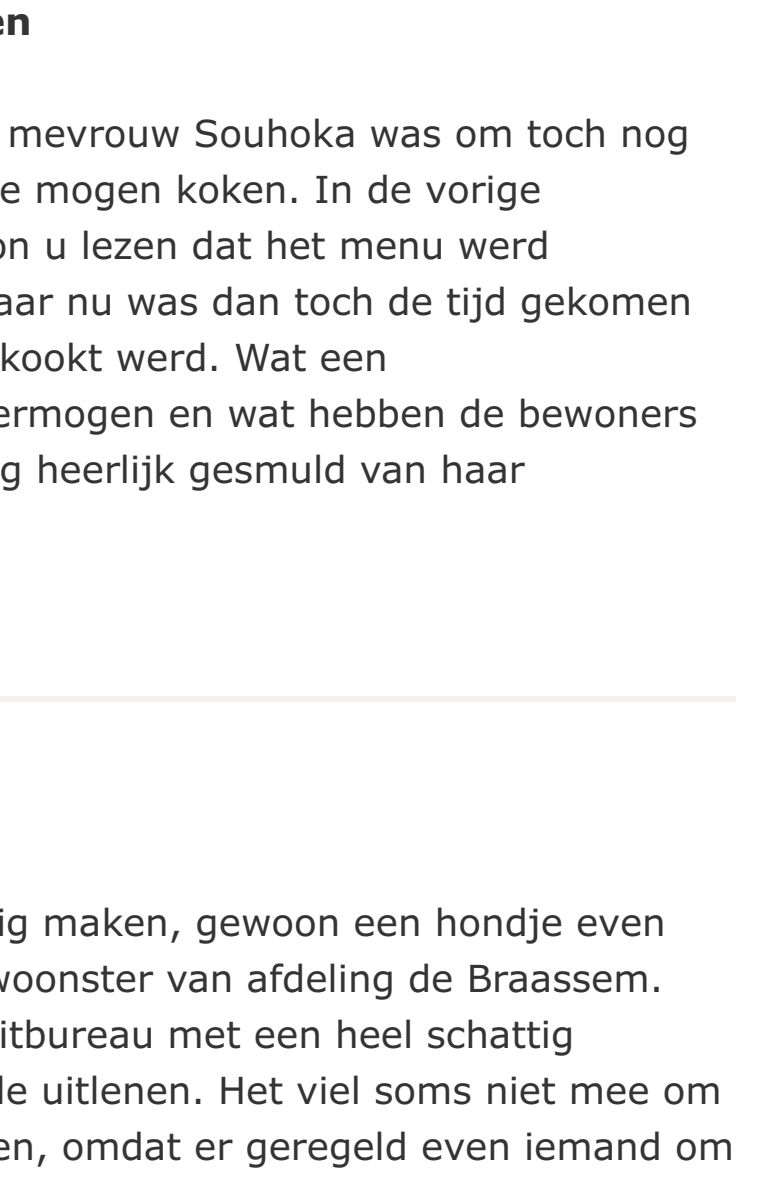 en
mevrouw Souhoka was om toch nog
e mogen koken. In de vorige
on u lezen dat het menu werd
aar nu was dan toch de tijd gekomen
kookt werd. Wat een
ermogen en wat hebben de bewoners
g heerlijk gesmuld van haar
ig maken, gewoon een hondje even
woonster van afdeling de Braassem.
itbureau met een heel schattig
le uitlenen. Het viel soms niet mee om
en, omdat er geregeld even iemand om